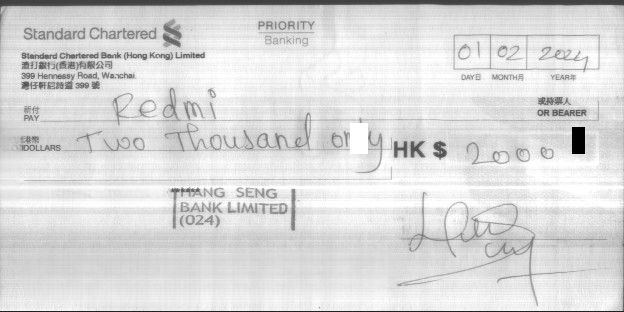 Standard Chartered
PRIORITY
Banking
Standard Chartered Bank (Hong Kong) Limited
渣打銀行(香港)有限公司
399 Hennessy Road, Wanchai
灣仔軒尼詩道 399 號
01 02 2024
DAY日 MONTH月 YEAR年
祈付
PAY Redmi
或持票人
OR BEARER
港幣
DOLLARS Two Thousand only
HK $ 2000
HANG SENG
BANK LIMITED
(024)